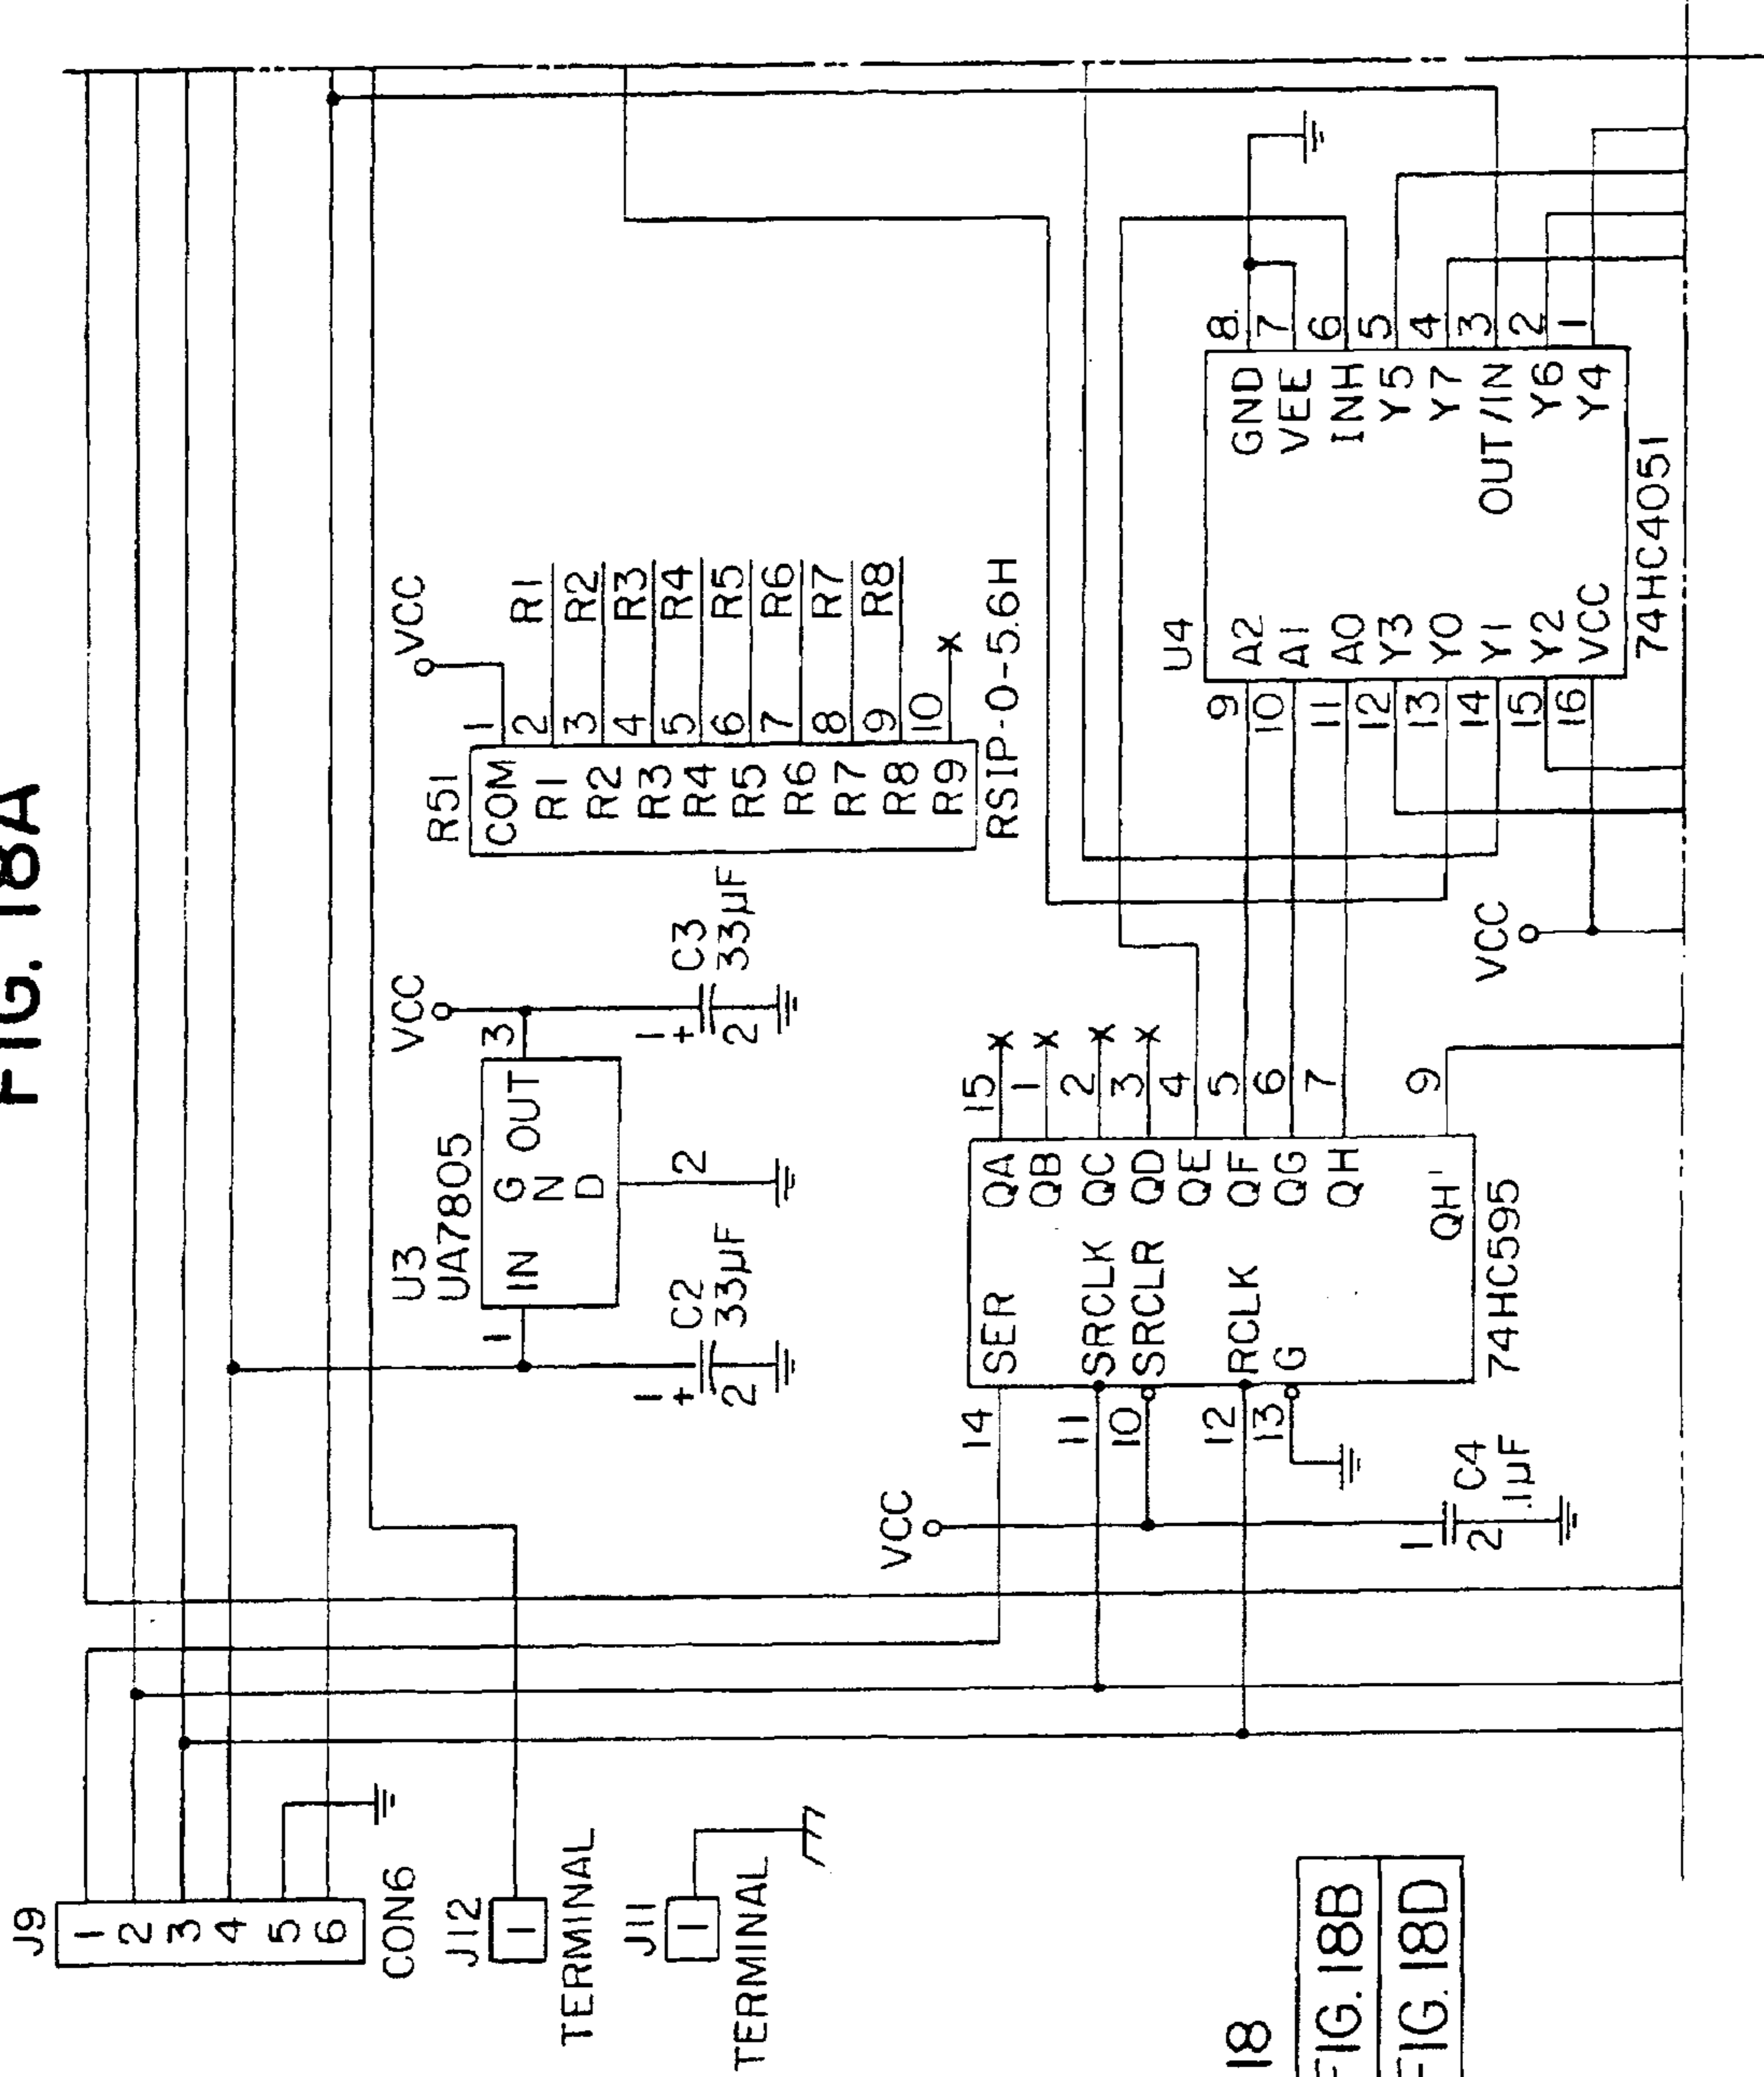 FIG. 18A
J9
1
2
3
4
5
6
CON6
J12
1
TERMINAL
J11
1
TERMINAL
U3
UA7805
IN
G
N
D
OUT
1
2
3
VCC
C2
33µF
1
+
2
C3
33µF
1
+
2
R51
COM
R1
R2
R3
R4
R5
R6
R7
R8
R9
1
2
3
4
5
6
7
8
9
10
VCC
R1
R2
R3
R4
R5
R6
R7
R8
RSIP-0-5.6H
VCC
14
11
10
12
13
SER
SRCLK
SRCLR
RCLK
G
QA
QB
QC
QD
QE
QF
QG
QH
QH'
15
1
2
3
4
5
6
7
9
74HC595
C4
.1µF
1
2
VCC
U4
9
10
11
12
13
14
15
16
A2
A1
A0
Y3
Y0
Y1
Y2
VCC
GND
VEE
INH
Y5
Y7
OUT/IN
Y6
Y4
8
7
6
5
4
3
2
1
74HC4051
18
FIG. 18B
FIG. 18D